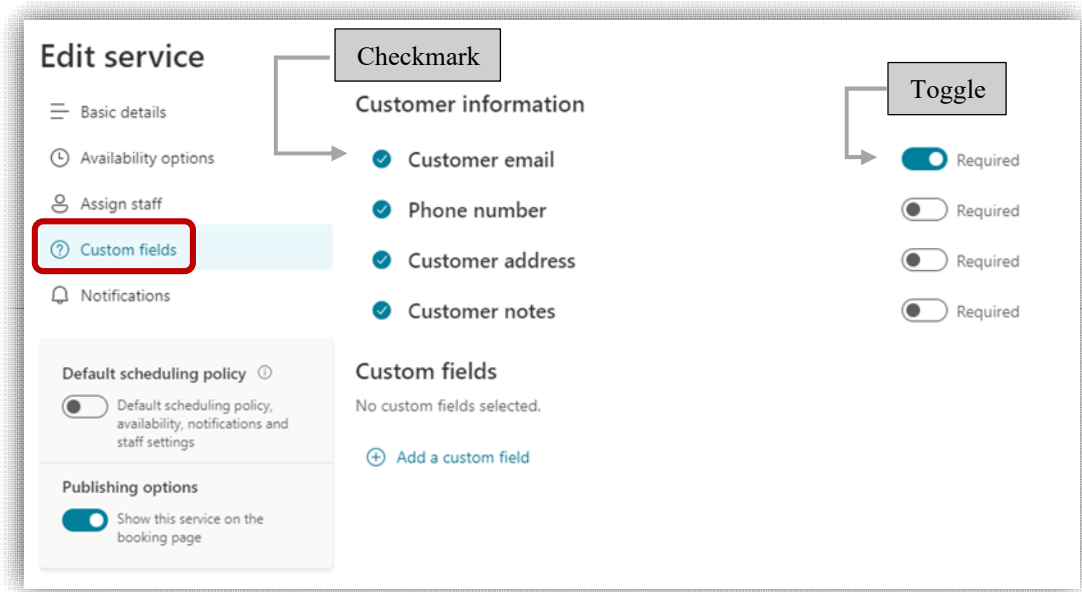 Edit service
Basic details
Availability options
Assign staff
Custom fields
Notifications
Default scheduling policy
Default scheduling policy,
availability, notifications and
staff settings
Publishing options
Show this service on the
booking page
Checkmark
Toggle
Customer information
Customer email Required
Phone number Required
Customer address Required
Customer notes Required
Custom fields
No custom fields selected.
Add a custom field